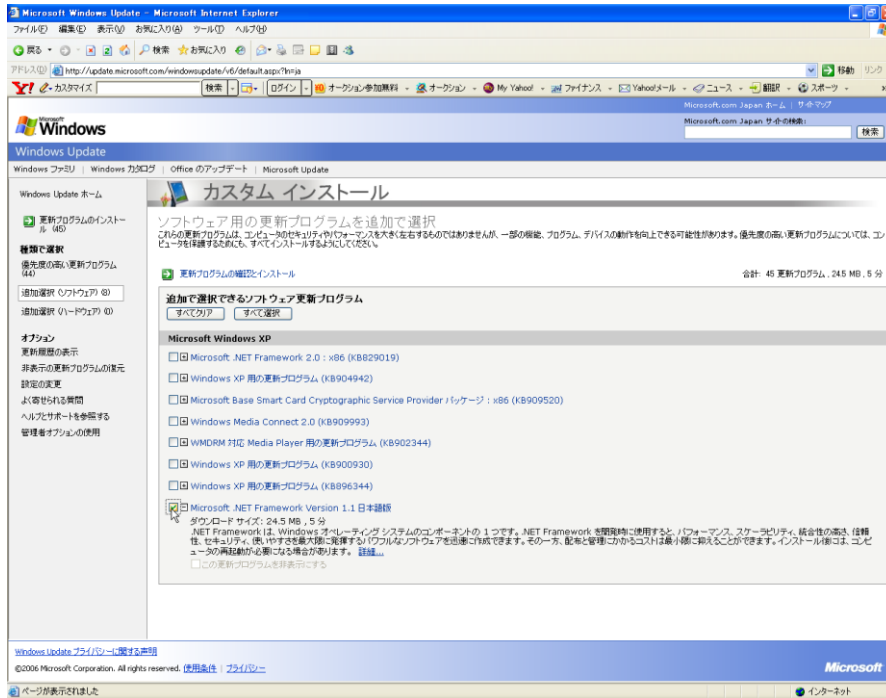 Microsoft Windows Update - Microsoft Internet Explorer
ファイル(F) 編集(E) 表示(V) お気に入り(A) ツール(T) ヘルプ(H)
戻る 検索 お気に入り
アドレス(D) http://update.microsoft.com/windowsupdate/v6/default.aspx?ln=ja 移動 リンク
Y! カスタマイズ 検索 ログイン オークション参加無料 オークション My Yahoo! ファイナンス Yahoo!メール ニュース 翻訳 スポーツ
Microsoft.com Japan ホーム | サイトマップ
Microsoft Windows
Microsoft.com Japan サイトの検索:
検索
Windows Update
Windows ファミリ | Windows カタログ | Office のアップデート | Microsoft Update
Windows Update ホーム
更新プログラムのインストール (45)
種類で選択
優先度の高い更新プログラム (44)
追加選択 (ソフトウェア) (8)
追加選択 (ハードウェア) (0)
オプション
更新履歴の表示
非表示の更新プログラムの復元
設定の変更
よく寄せられる質問
ヘルプとサポートを参照する
管理者オプションの使用
カスタム インストール
ソフトウェア用の更新プログラムを追加で選択
これらの更新プログラムは、コンピュータのセキュリティやパフォーマンスを大きく左右するものではありませんが、一部の機能、プログラム、デバイスの動作を向上できる可能性があります。優先度の高い更新プログラムについては、コン
ピュータを保護するためにも、すべてインストールするようにしてください。
更新プログラムの確認とインストール
合計: 45 更新プログラム , 24.5 MB , 5 分
追加で選択できるソフトウェア更新プログラム
すべてクリア すべて選択
Microsoft Windows XP
Microsoft .NET Framework 2.0 : x86 (KB829019)
Windows XP 用の更新プログラム (KB904942)
Microsoft Base Smart Card Cryptographic Service Provider パッケージ : x86 (KB909520)
Windows Media Connect 2.0 (KB909993)
WMDRM 対応 Media Player 用の更新プログラム (KB902344)
Windows XP 用の更新プログラム (KB900930)
Windows XP 用の更新プログラム (KB896344)
Microsoft .NET Framework Version 1.1 日本語版
ダウンロード サイズ: 24.5 MB , 5 分
.NET Framework は、Windows オペレーティング システムのコンポーネントの 1 つです。.NET Framework を開発時に使用すると、パフォーマンス、スケーラビリティ、統合性の高さ、信頼
性、セキュリティ、使いやすさを最大限に発揮するパワフルなソフトウェアを迅速に作成できます。その一方、配布と管理にかかるコストは最小限に抑えることができます。インストール後には、コンピ
ュータの再起動が必要になる場合があります。 詳細...
この更新プログラムを非表示にする
Windows Update プライバシーに関する声明
©2006 Microsoft Corporation. All rights reserved. 使用条件 | プライバシー
Microsoft
ページが表示されました インターネット